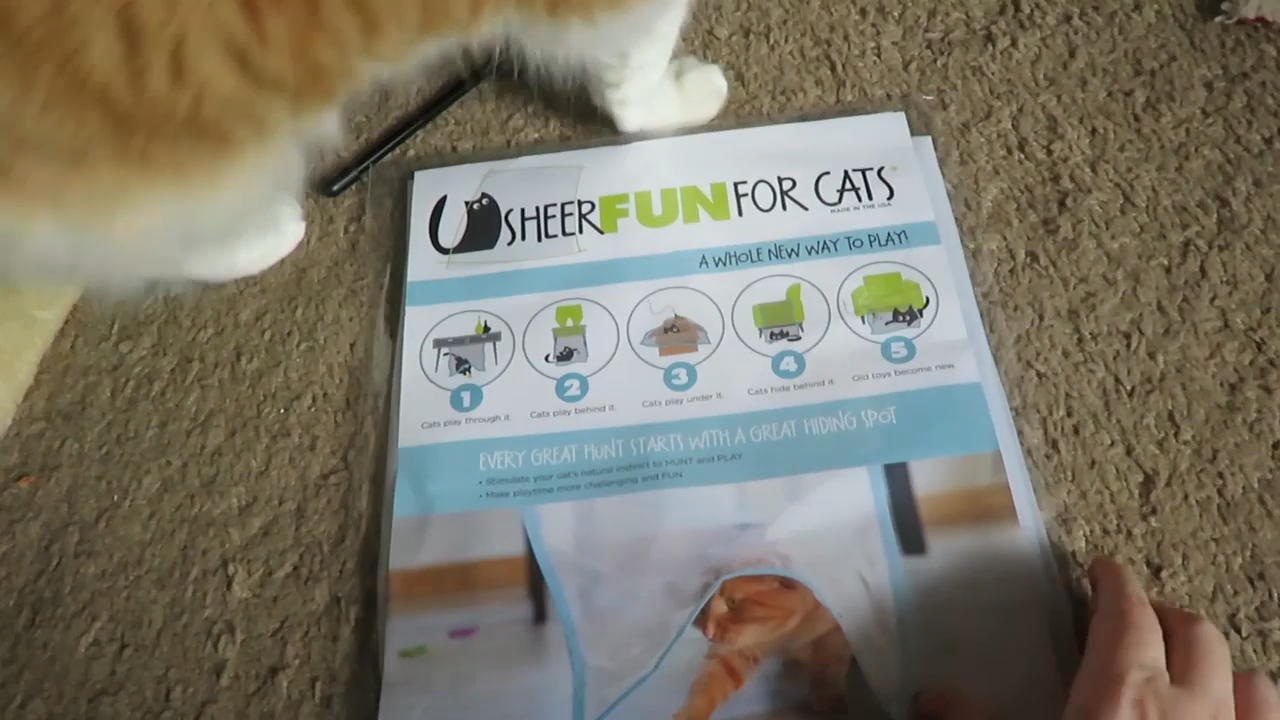 SHEER FUN FOR CATS
MADE IN THE USA
A WHOLE NEW WAY TO PLAY!
1 2 3 4 5
Cats play through it. Cats play behind it. Cats play under it. Cats hide behind it. Old toys become new.
EVERY GREAT HUNT STARTS WITH A GREAT HIDING SPOT
• Stimulate your cat's natural instinct to HUNT and PLAY
• Make playtime more challenging and FUN